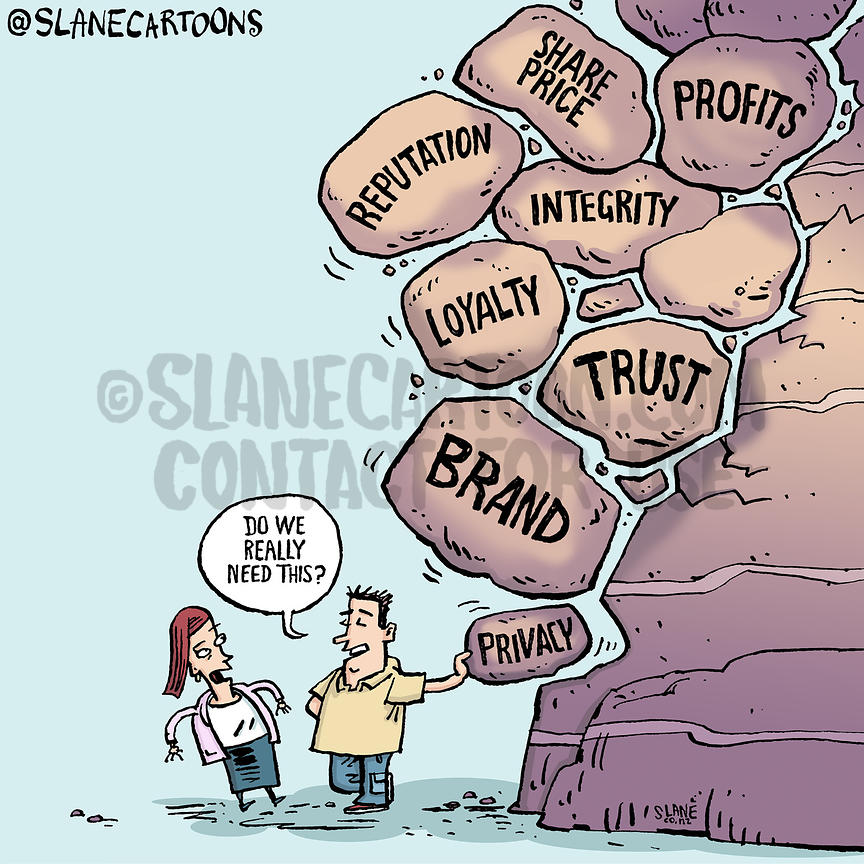 @SLANECARTOONS
SHARE
PRICE
PROFITS
REPUTATION
INTEGRITY
LOYALTY
TRUST
©SLANECARTOON.COM
CONTACT FOR USE
BRAND
DO WE
REALLY
NEED THIS?
PRIVACY
SLANE
CO.NZ